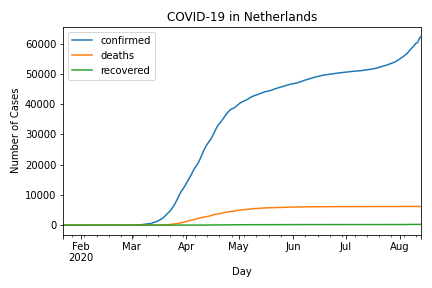 COVID-19 in Netherlands
confirmed
deaths
recovered
Number of Cases
60000
50000
40000
30000
20000
10000
0
Feb Mar Apr May Jun Jul Aug
2020
Day